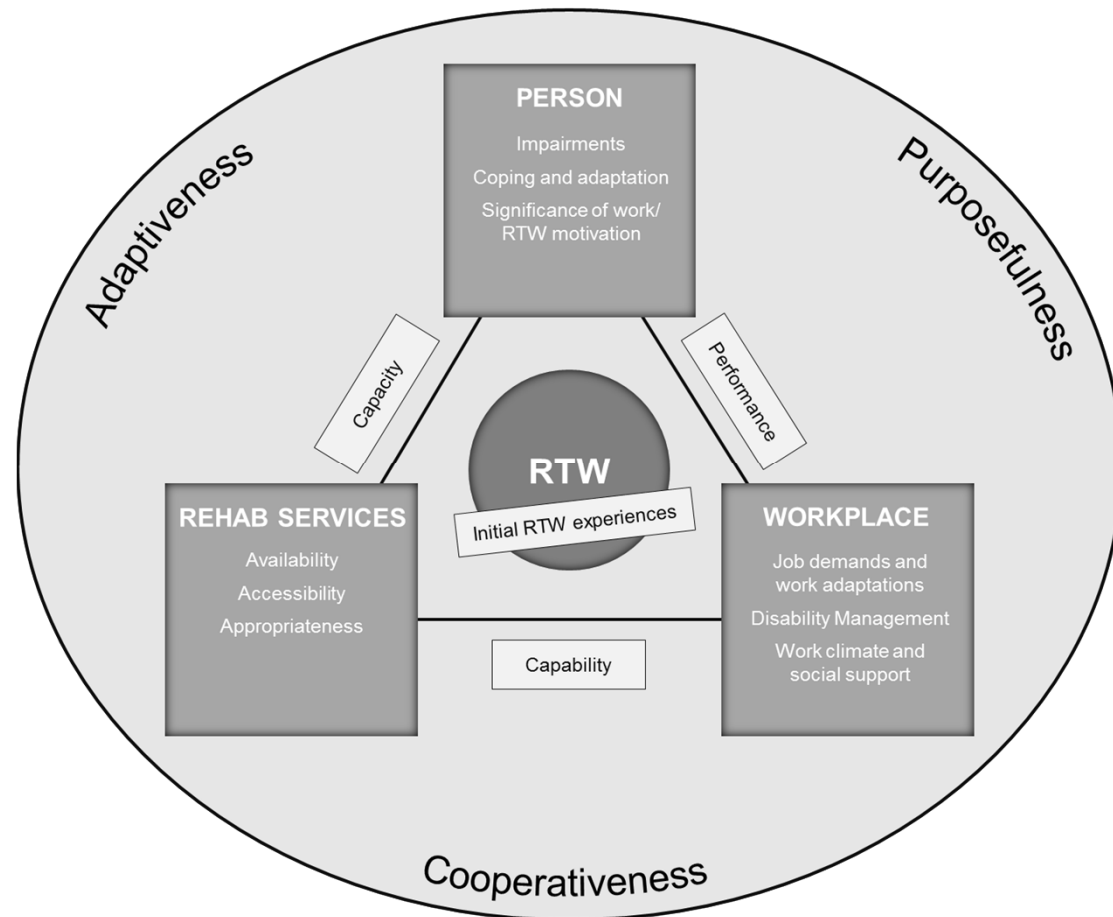 PERSON
Impairments
Coping and adaptation
Significance of work/
RTW motivation
Adaptiveness
Purposefulness
Capacity
Performance
RTW
Initial RTW experiences
REHAB SERVICES
Availability
Accessibility
Appropriateness
WORKPLACE
Job demands and
work adaptations
Disability Management
Work climate and
social support
Capability
Cooperativeness